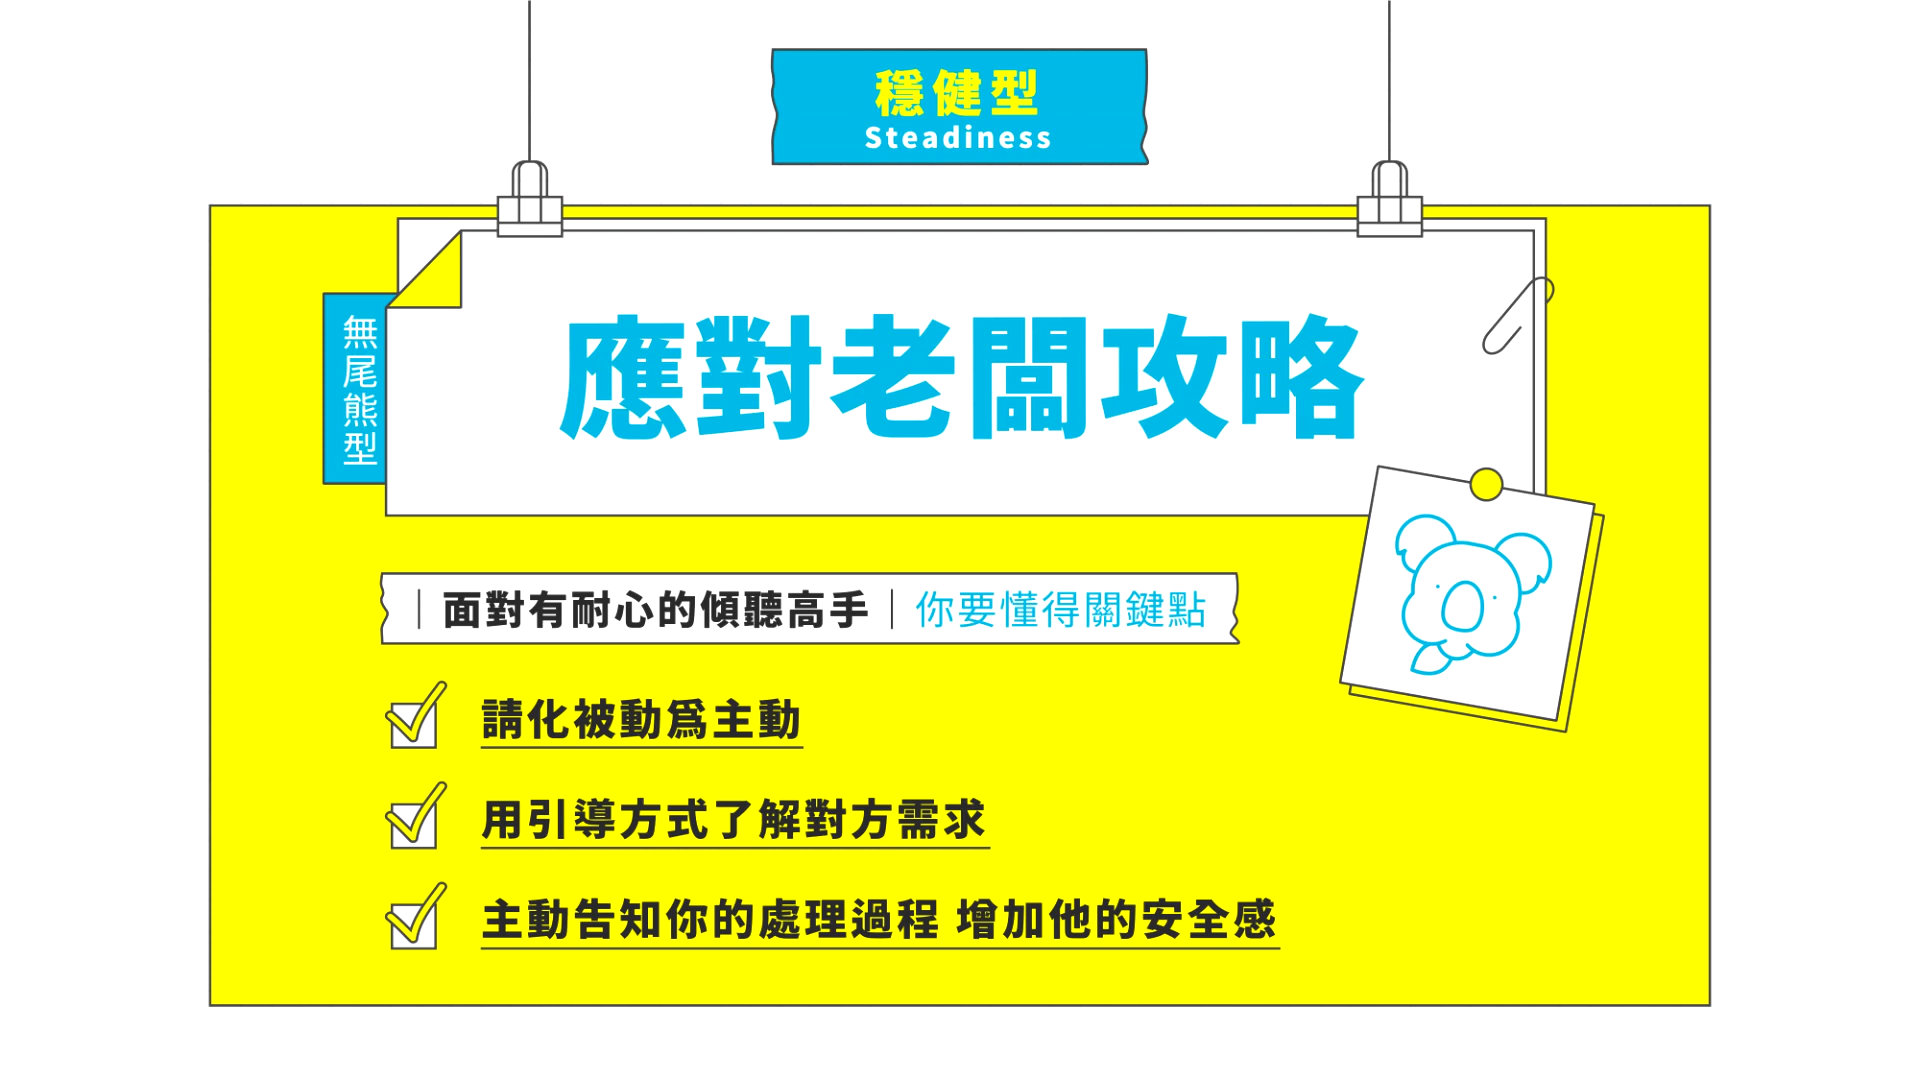 穩健型
Steadiness
無尾熊型
應對老闆攻略
｜面對有耐心的傾聽高手｜你要懂得關鍵點
請化被動爲主動
用引導方式了解對方需求
主動告知你的處理過程 增加他的安全感